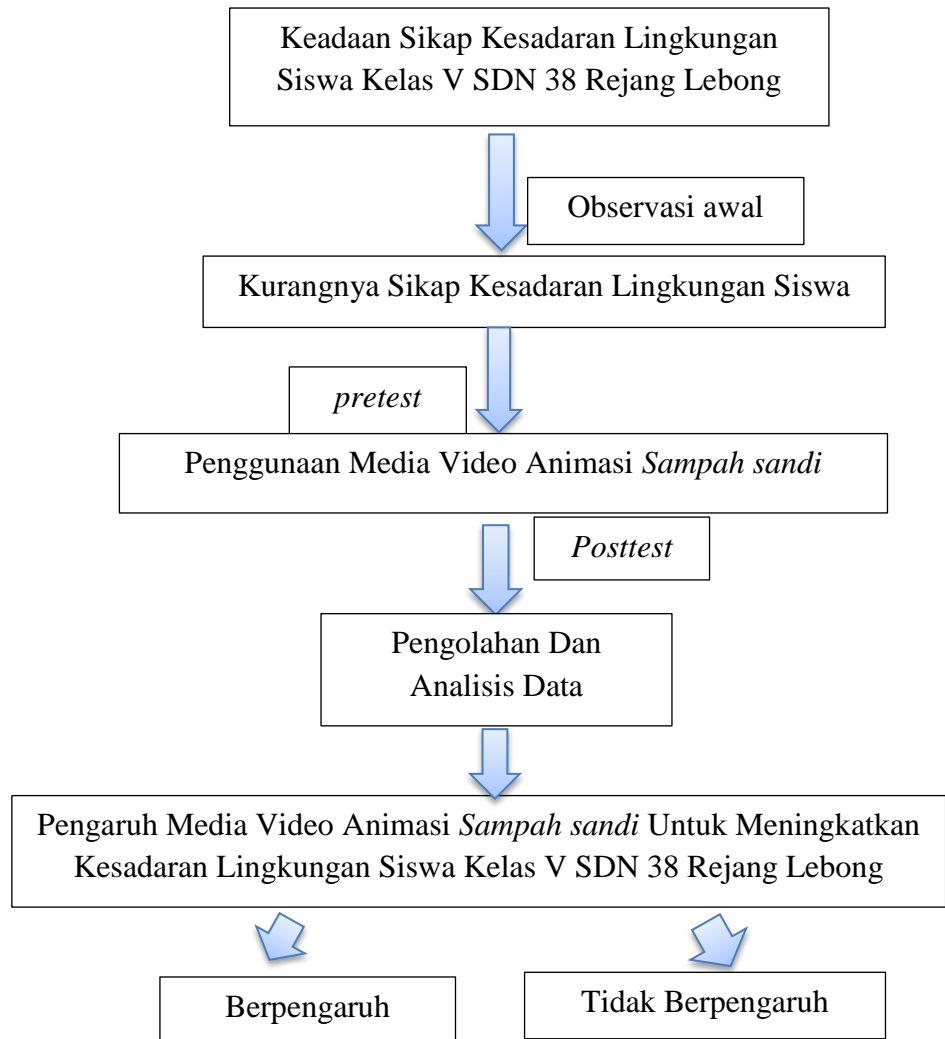 Keadaan Sikap Kesadaran Lingkungan
Siswa Kelas V SDN 38 Rejang Lebong
Observasi awal
Kurangnya Sikap Kesadaran Lingkungan Siswa
pretest
Penggunaan Media Video Animasi Sampah sandi
Posttest
Pengolahan Dan
Analisis Data
Pengaruh Media Video Animasi Sampah sandi Untuk Meningkatkan
Kesadaran Lingkungan Siswa Kelas V SDN 38 Rejang Lebong
Berpengaruh
Tidak Berpengaruh